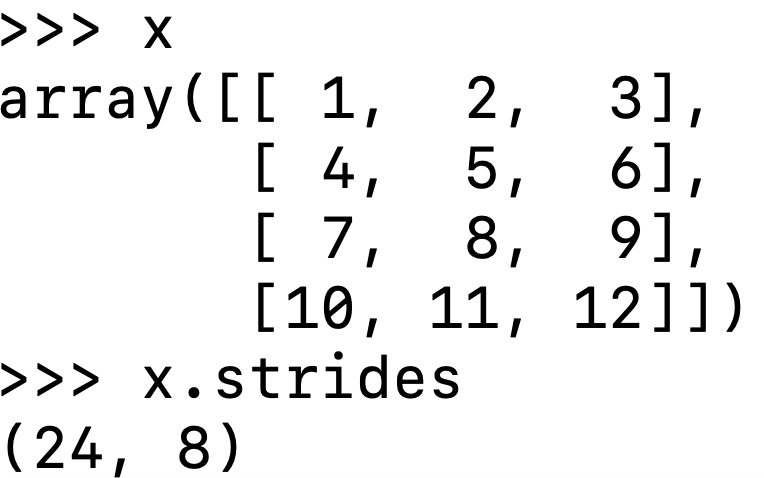 >>> x
array([[ 1,  2,  3],
       [ 4,  5,  6],
       [ 7,  8,  9],
       [10, 11, 12]])
>>> x.strides
(24, 8)